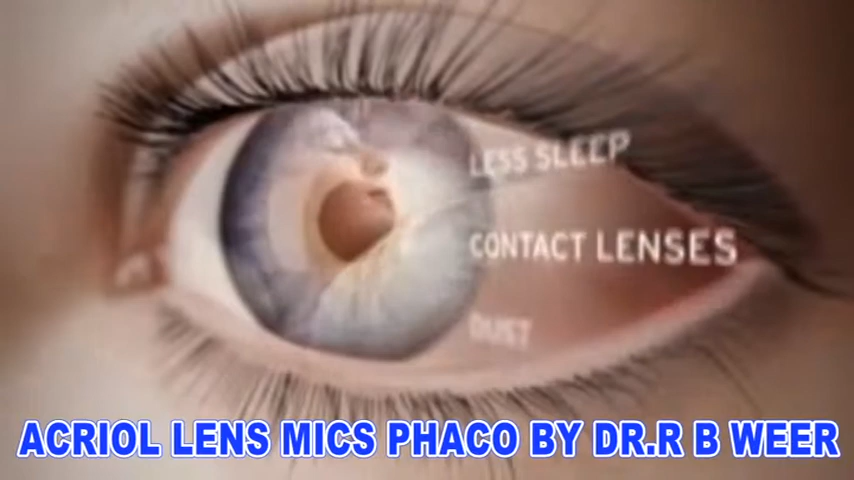 LESS SLEEP
CONTACT LENSES
DUST
ACRIOL LENS MICS PHACO BY DR.R B WEER